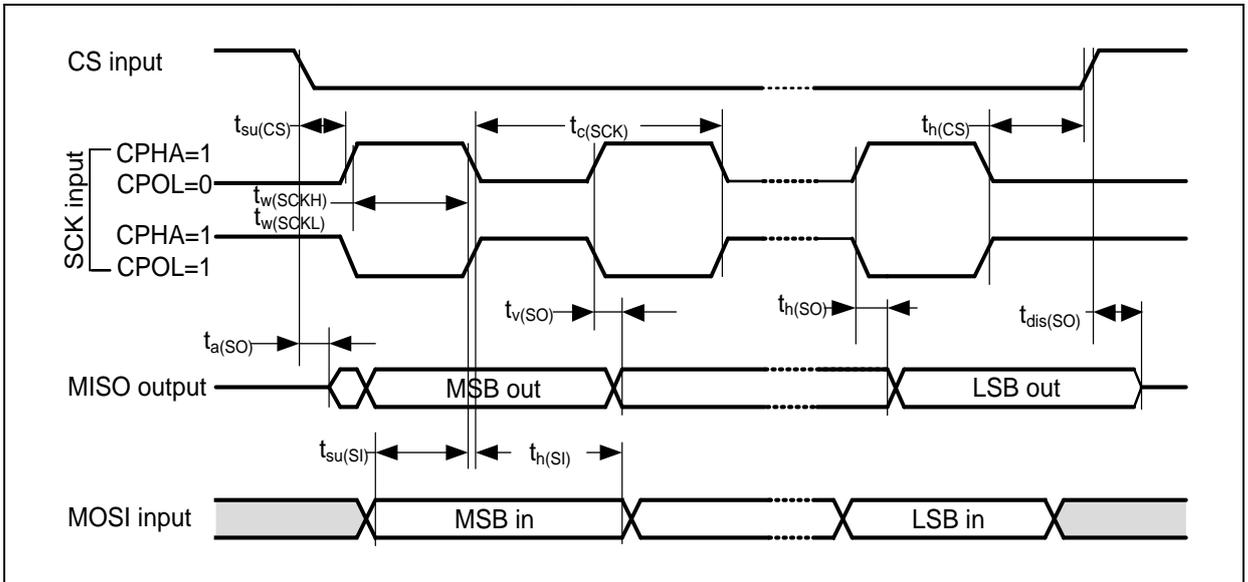 CS input
tsu(CS)
tc(SCK)
th(CS)
SCK input
CPHA=1
CPOL=0
tw(SCKH)
tw(SCKL)
CPHA=1
CPOL=1
tv(SO)
th(SO)
tdis(SO)
ta(SO)
MISO output
MSB out
LSB out
tsu(SI)
th(SI)
MOSI input
MSB in
LSB in